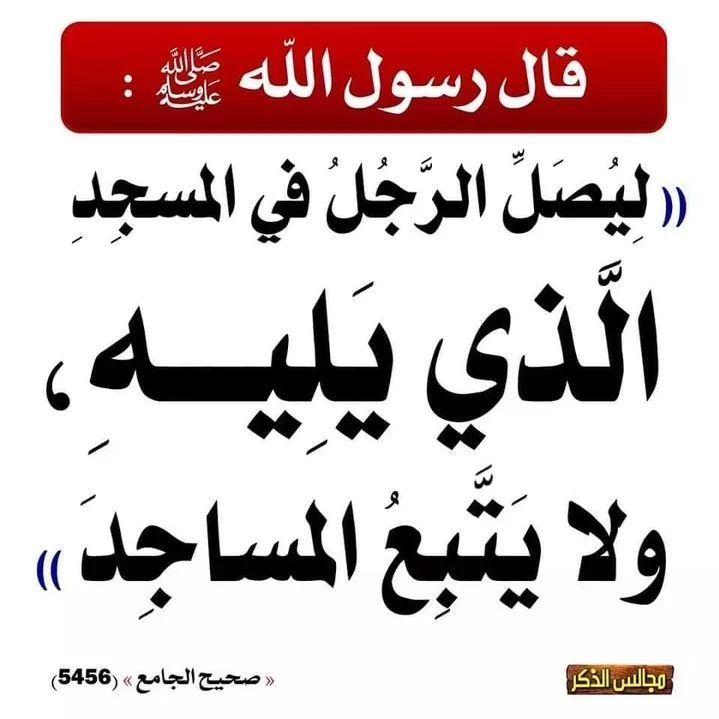 قال رسول الله ﷺ :
(( لِيُصَلِّ الرَّجُلُ في المسجِدِ
الَّذي يَلِيــهِ ،
ولا يَتَّبِعُ المساجِدَ ))
« صحيح الجامع » (5456)
مجالس الذكر